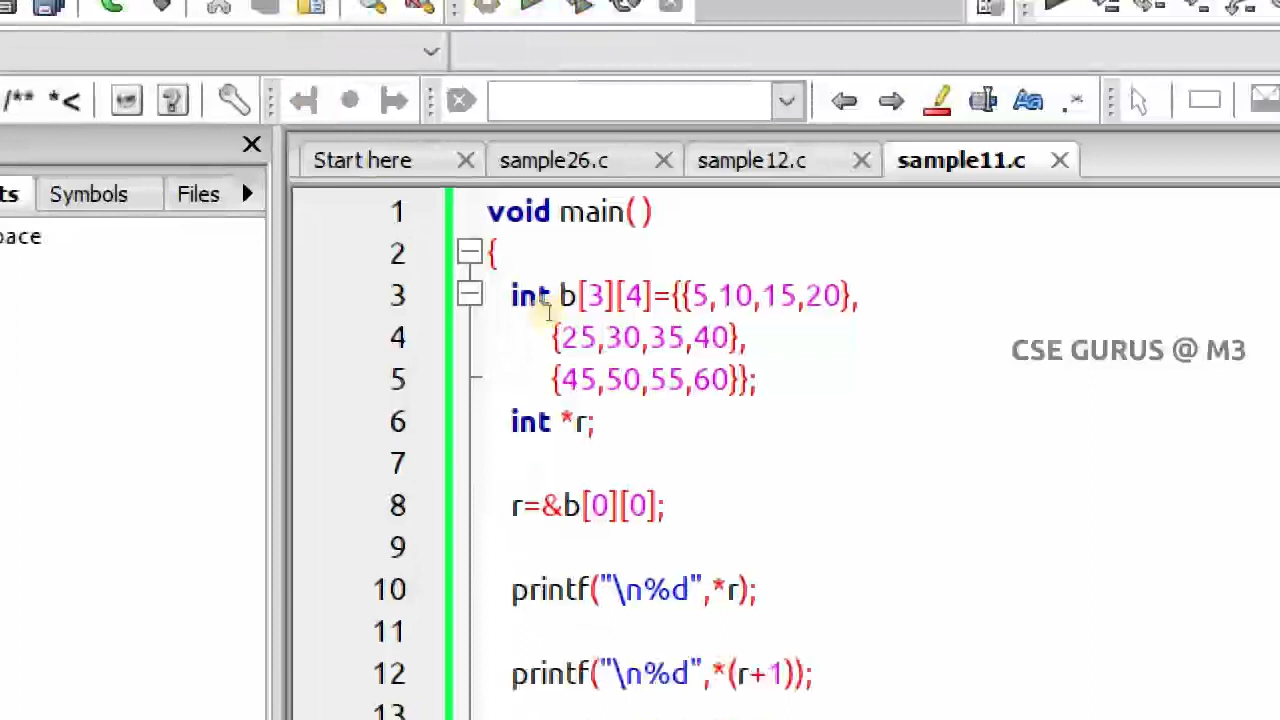 /** *<
.*
Start here
sample26.c
sample12.c
sample11.c
ts
Symbols
Files
pace
1 void main( )
2 {
3 int b[3][4]={{5,10,15,20},
4 {25,30,35,40},
5 {45,50,55,60}};
6 int *r;
7
8 r=&b[0][0];
9
10 printf("\n%d",*r);
11
12 printf("\n%d",*(r+1));
13
CSE GURUS @ M3